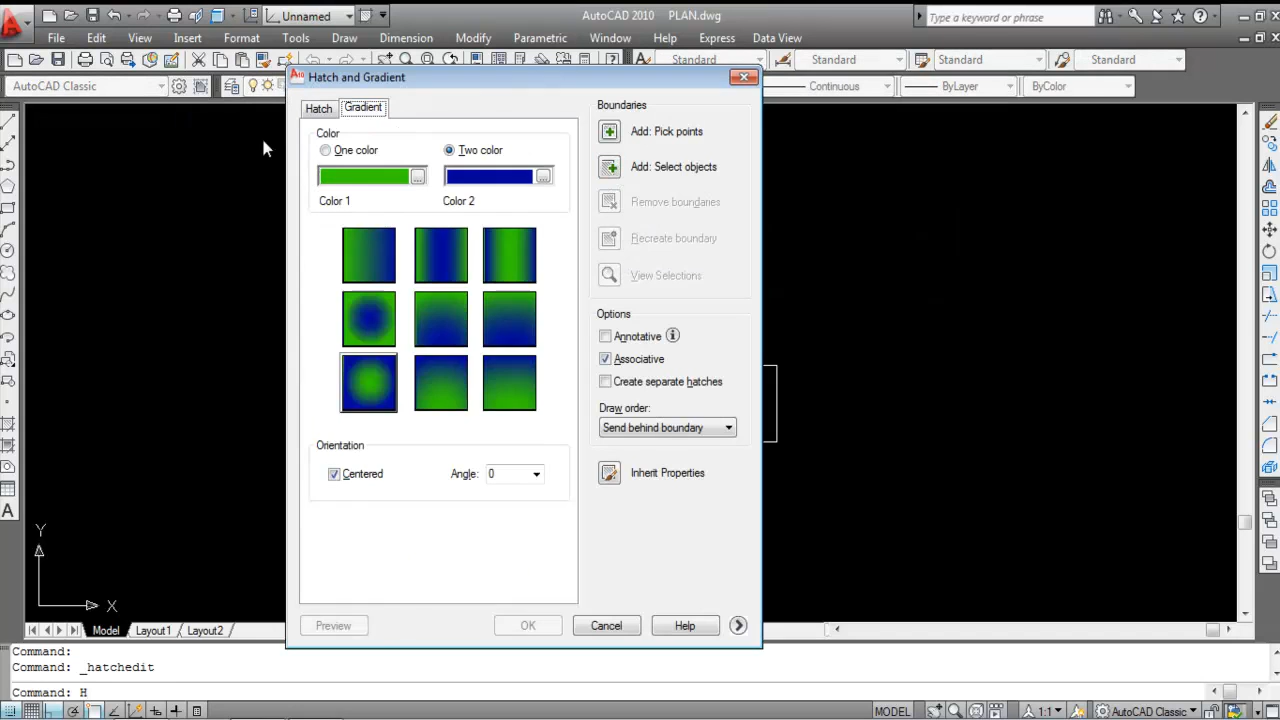 Unnamed
AutoCAD 2010 PLAN.dwg
Type a keyword or phrase
File Edit View Insert Format Tools Draw Dimension Modify Parametric Window Help Express Data View
Standard Standard Standard Standard
AutoCAD Classic
Continuous ByLayer ByColor
Hatch and Gradient
Hatch Gradient
Color
One color Two color
Color 1 Color 2
Orientation
Centered Angle: 0
Boundaries
Add: Pick points
Add: Select objects
Remove boundaries
Recreate boundary
View Selections
Options
Annotative
Associative
Create separate hatches
Draw order:
Send behind boundary
Inherit Properties
Preview OK Cancel Help
Y
X
Model Layout1 Layout2
Command:
Command: _hatchedit
Command: H
MODEL 1:1 AutoCAD Classic